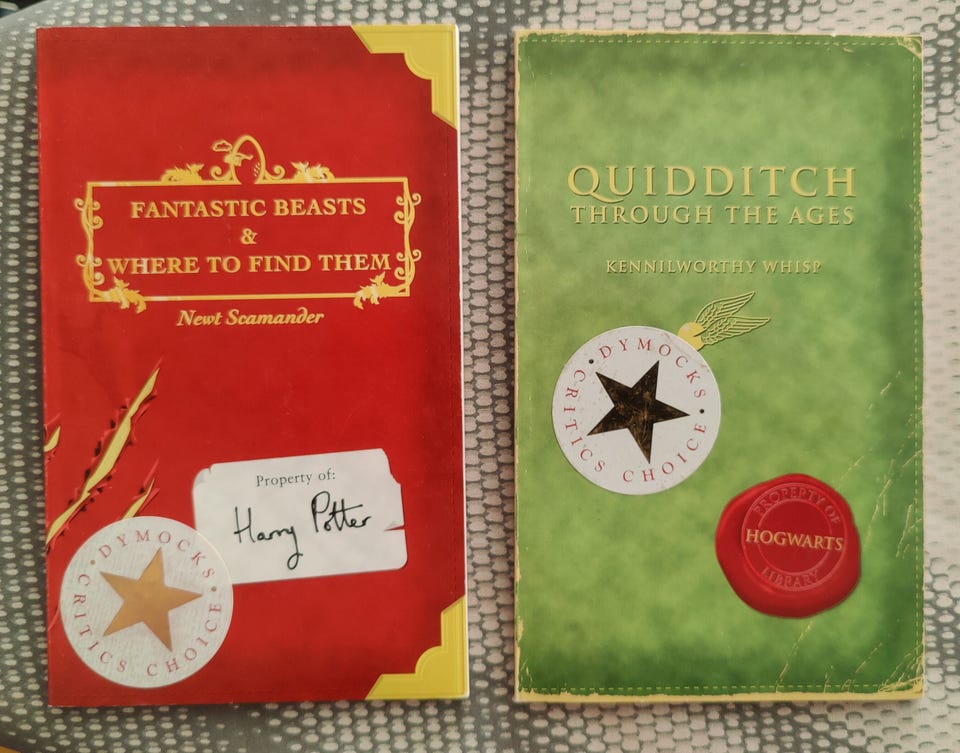 FANTASTIC BEASTS
&
WHERE TO FIND THEM
Newt Scamander
Property of:
Harry Potter
DYMOCKS
CRITICS CHOICE
QUIDDITCH
THROUGH THE AGES
KENNILWORTHY WHISP
DYMOCKS
CRITICS CHOICE
PROPERTY OF
HOGWARTS
LIBRARY